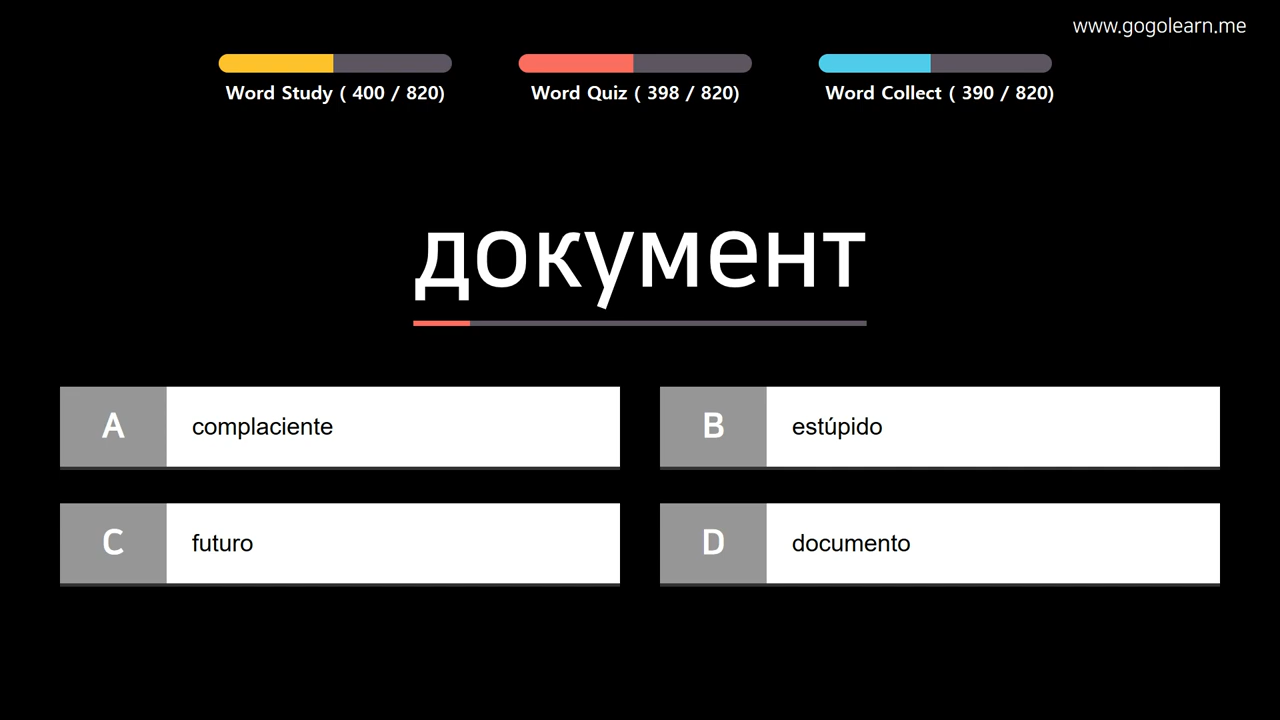 www.gogolearn.me
Word Study ( 400 / 820)
Word Quiz ( 398 / 820)
Word Collect ( 390 / 820)
документ
A complaciente
B estúpido
C futuro
D documento